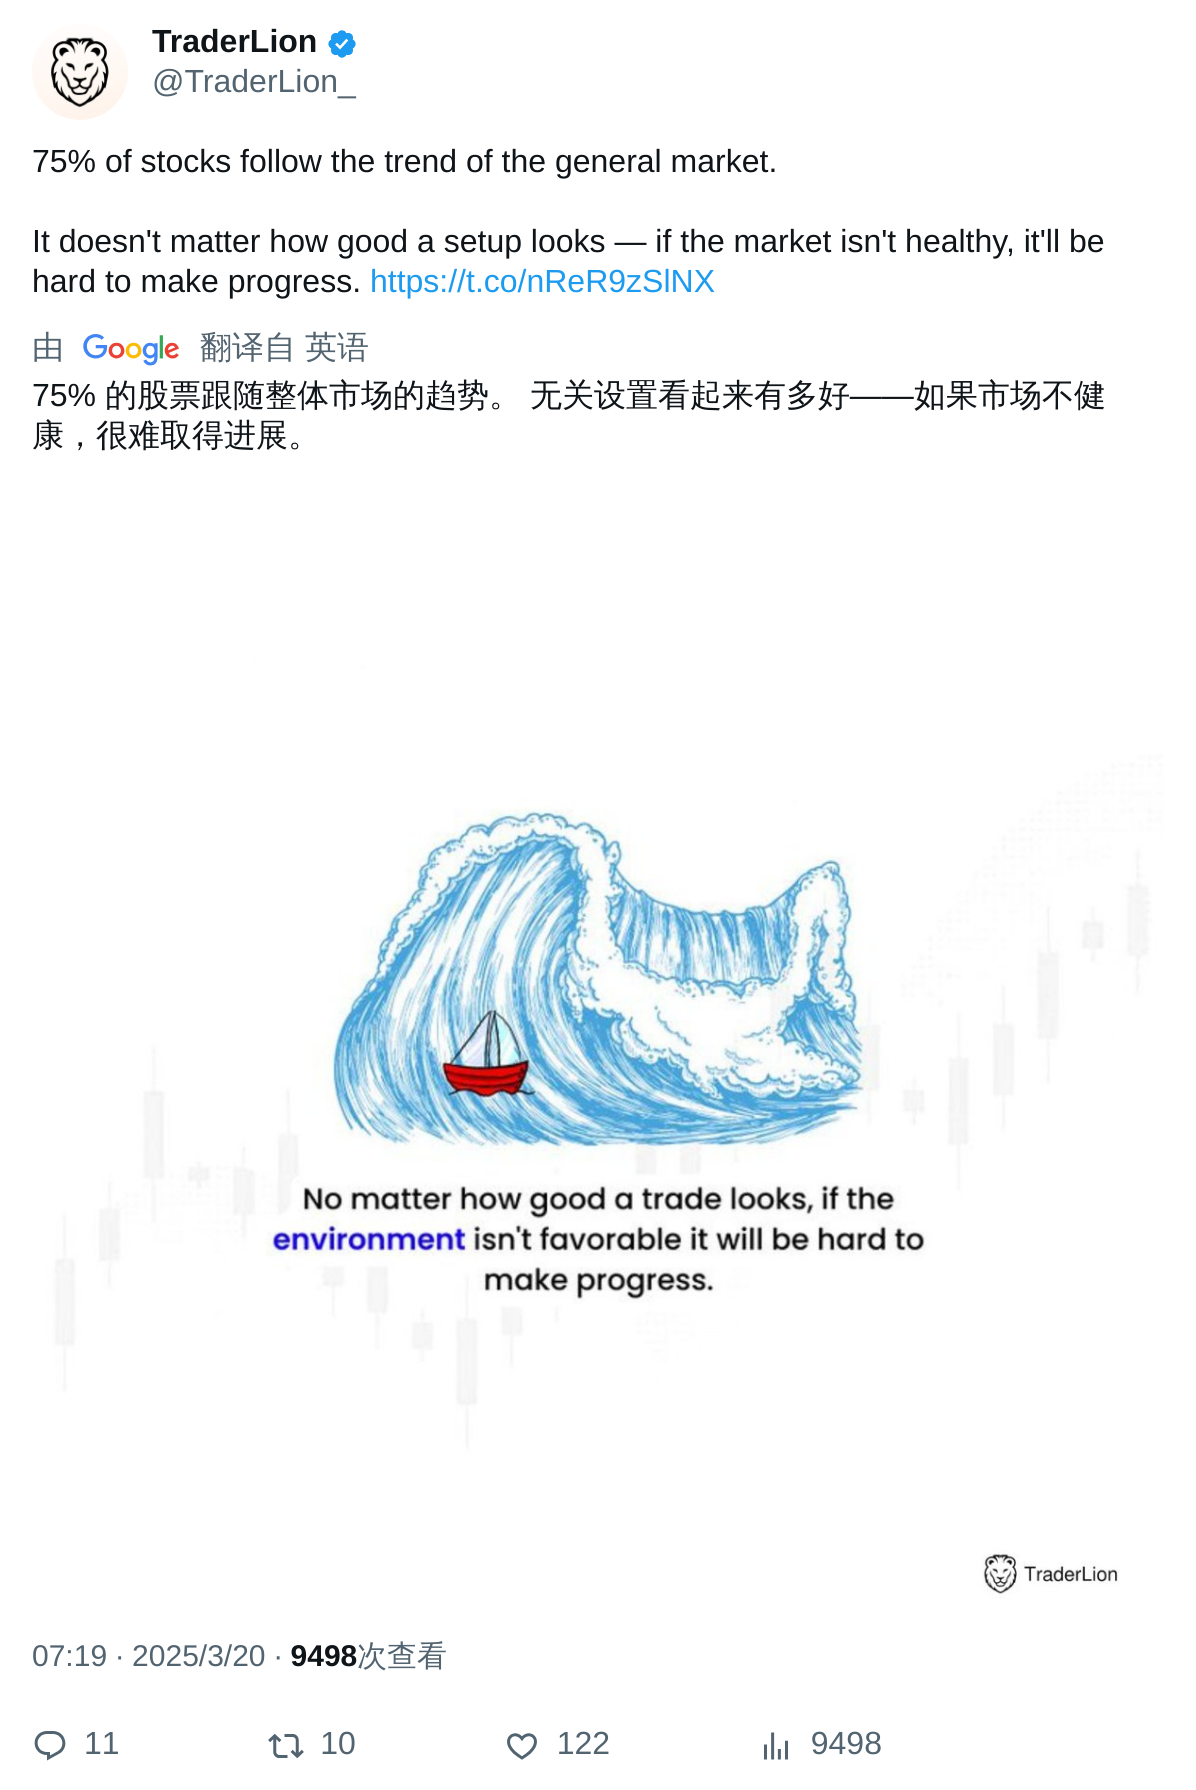 TraderLion
@TraderLion_
75% of stocks follow the trend of the general market.
It doesn't matter how good a setup looks — if the market isn't healthy, it'll be
hard to make progress. https://t.co/nReR9zSlNX
由 Google 翻译自 英语
75% 的股票跟随整体市场的趋势。 无关设置看起来有多好——如果市场不健
康，很难取得进展。
No matter how good a trade looks, if the
environment isn't favorable it will be hard to
make progress.
TraderLion
07:19 · 2025/3/20 · 9498次查看
11 10 122 9498